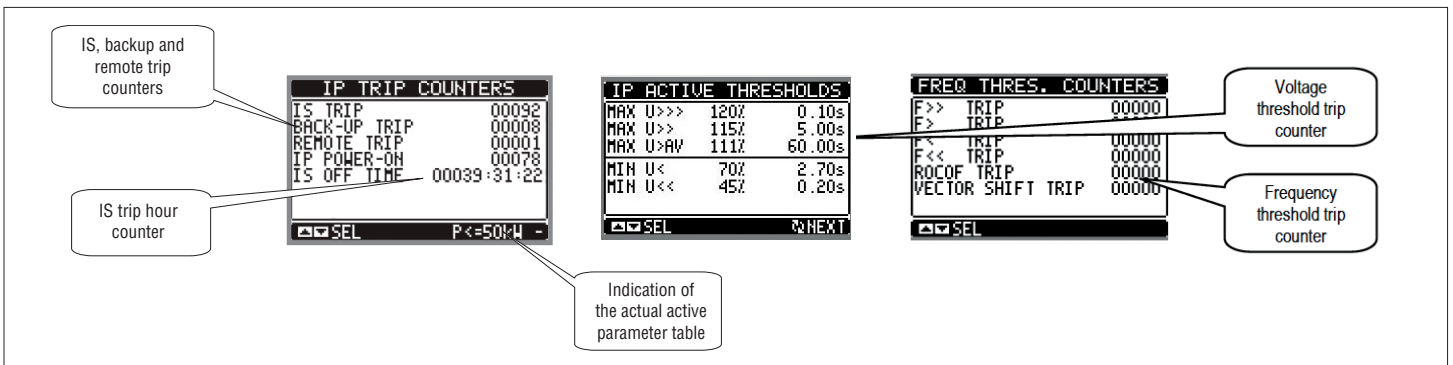 IS, backup and
remote trip
counters
IS trip hour
counter
IP TRIP COUNTERS
IS TRIP 00092
BACK-UP TRIP 00008
REMOTE TRIP 00001
IP POWER-ON 00078
IS OFF TIME 00039:31:22
SEL P<=50kW -
Indication of
the actual active
parameter table
IP ACTIVE THRESHOLDS
MAX U>>> 120% 0.10s
MAX U>> 115% 5.00s
MAX U>AV 111% 60.00s
MIN U< 70% 2.70s
MIN U<< 45% 0.20s
SEL NEXT
FREQ THRES. COUNTERS
F>> TRIP 00000
F> TRIP 00000
F< TRIP 00000
F<< TRIP 00000
ROCOF TRIP 00000
VECTOR SHIFT TRIP 00000
SEL
Voltage
threshold trip
counter
Frequency
threshold trip
counter